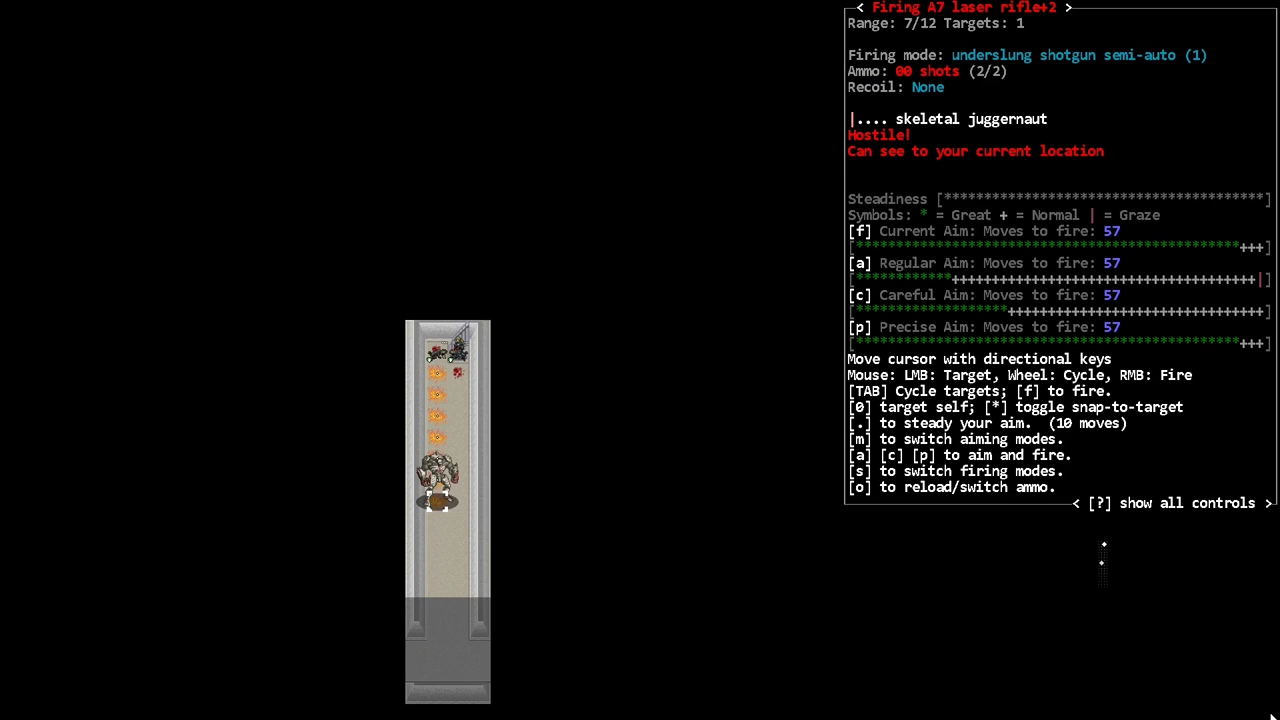 < Firing A7 laser rifle+2 >
Range: 7/12 Targets: 1
Firing mode: underslung shotgun semi-auto (1)
Ammo: 00 shots (2/2)
Recoil: None
|.... skeletal juggernaut
Hostile!
Can see to your current location
Steadiness [****************************************]
Symbols: * = Great + = Normal | = Graze
[f] Current Aim: Moves to fire: 57
[************************************************+++]
[a] Regular Aim: Moves to fire: 57
[************++++++++++++++++++++++++++++++++++++++|]
[c] Careful Aim: Moves to fire: 57
[*******************++++++++++++++++++++++++++++++++]
[p] Precise Aim: Moves to fire: 57
[************************************************+++]
Move cursor with directional keys
Mouse: LMB: Target, Wheel: Cycle, RMB: Fire
[TAB] Cycle targets; [f] to fire.
[0] target self; [*] toggle snap-to-target
[.] to steady your aim.  (10 moves)
[m] to switch aiming modes.
[a] [c] [p] to aim and fire.
[s] to switch firing modes.
[o] to reload/switch ammo.
< [?] show all controls >